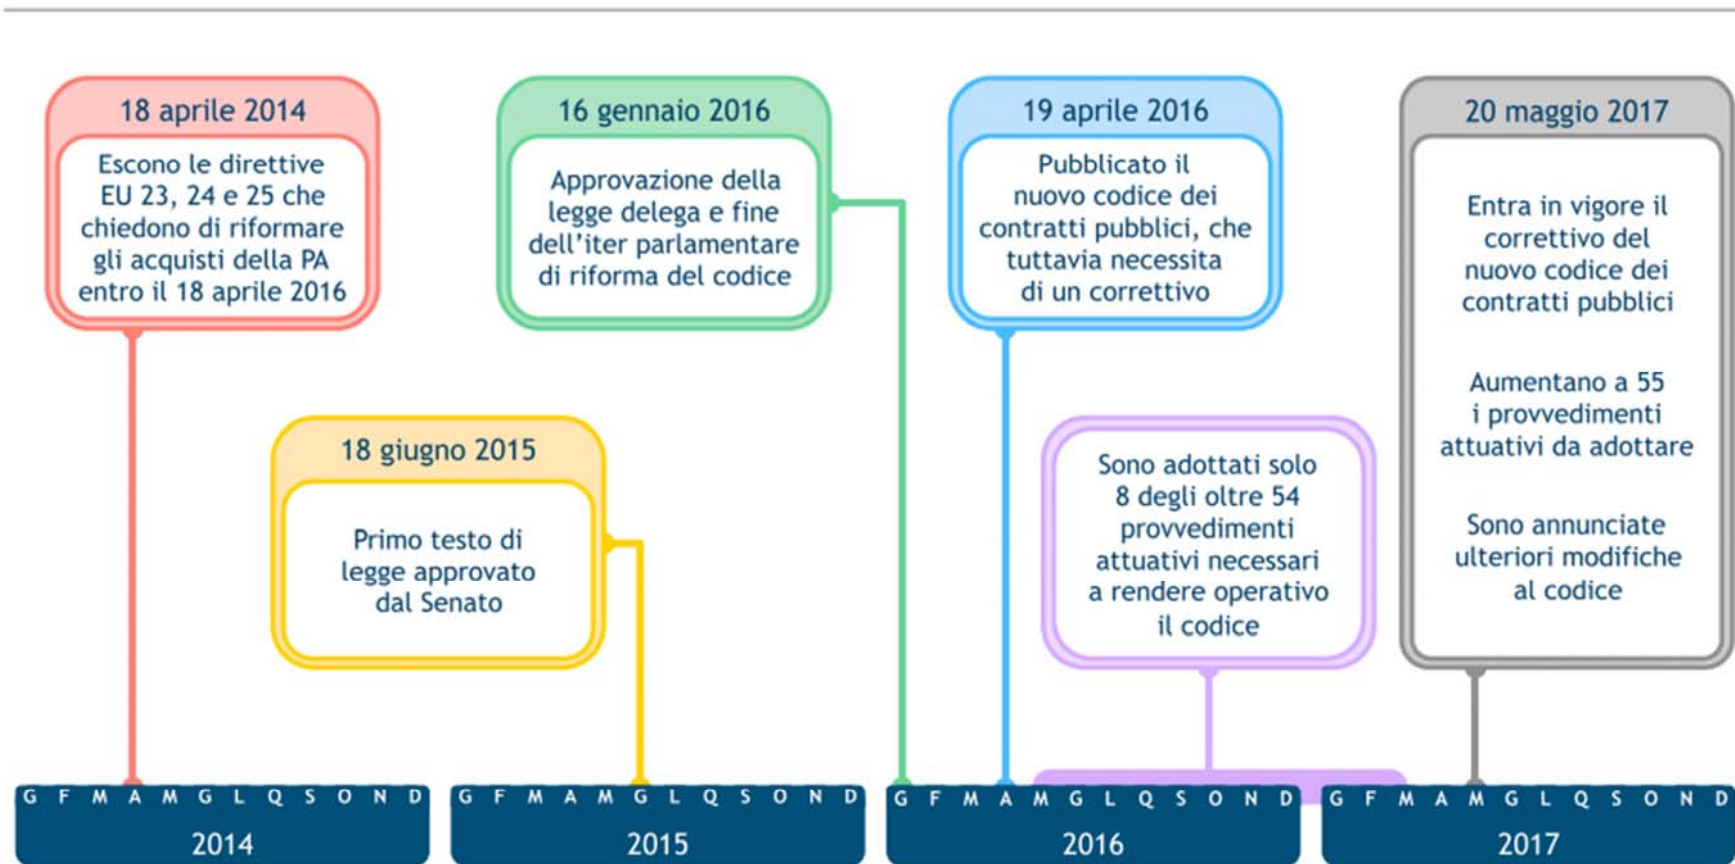 18 aprile 2014
Escono le direttive
EU 23, 24 e 25 che
chiedono di riformare
gli acquisti della PA
entro il 18 aprile 2016
18 giugno 2015
Primo testo di
legge approvato
dal Senato
16 gennaio 2016
Approvazione della
legge delega e fine
dell'iter parlamentare
di riforma del codice
19 aprile 2016
Pubblicato il
nuovo codice dei
contratti pubblici, che
tuttavia necessita
di un correttivo
Sono adottati solo
8 degli oltre 54
provvedimenti
attuativi necessari
a rendere operativo
il codice
20 maggio 2017
Entra in vigore il
correttivo del
nuovo codice dei
contratti pubblici
Aumentano a 55
i provvedimenti
attuativi da adottare
Sono annunciate
ulteriori modifiche
al codice
G F M A M G L Q S O N D
2014
G F M A M G L Q S O N D
2015
G F M A M G L Q S O N D
2016
G F M A M G L Q S O N D
2017